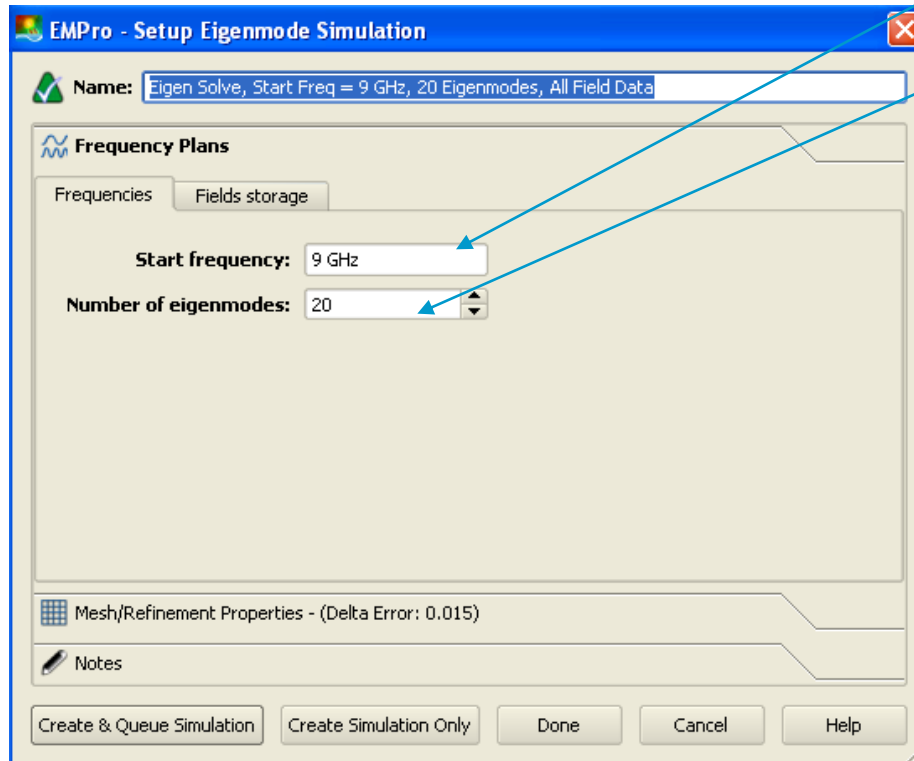 EMPro - Setup Eigenmode Simulation
Name: Eigen Solve, Start Freq = 9 GHz, 20 Eigenmodes, All Field Data
Frequency Plans
Frequencies Fields storage
Start frequency: 9 GHz
Number of eigenmodes: 20
Mesh/Refinement Properties - (Delta Error: 0.015)
Notes
Create & Queue Simulation Create Simulation Only Done Cancel Help